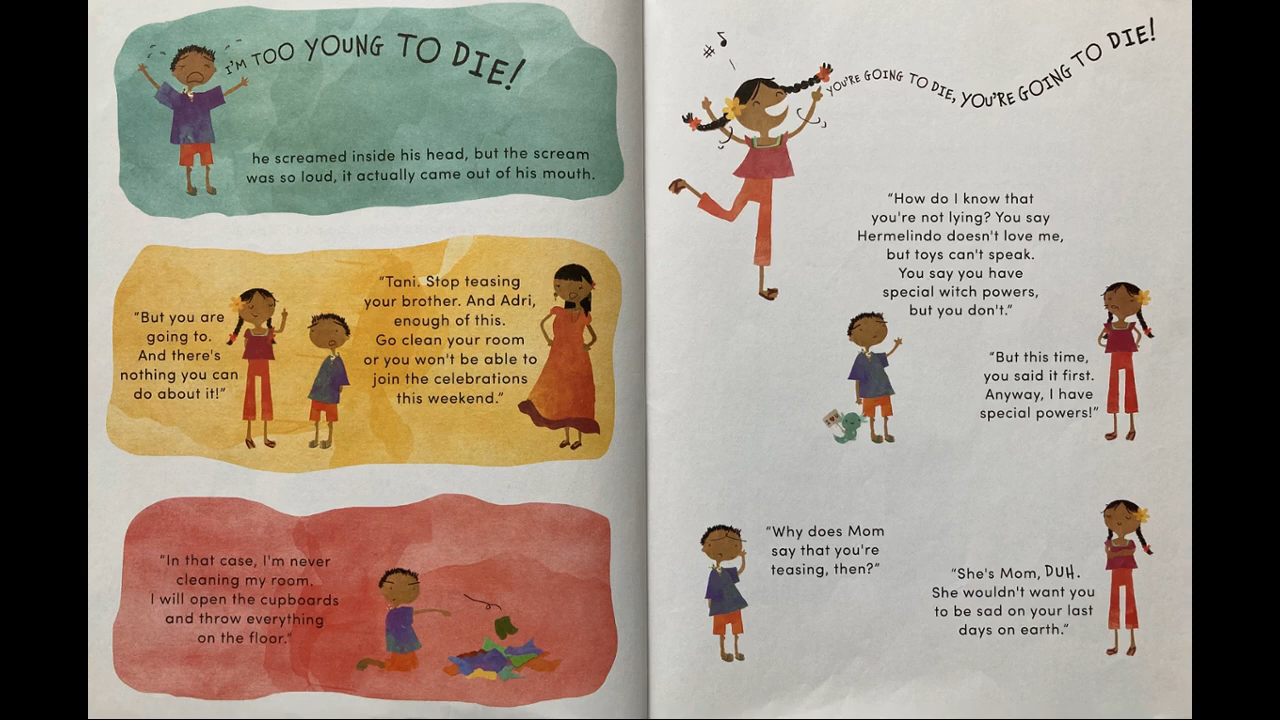 I'M TOO YOUNG TO DIE!
he screamed inside his head, but the scream
was so loud, it actually came out of his mouth.
"But you are
going to.
And there's
nothing you can
do about it!"
"Tani. Stop teasing
your brother. And Adri,
enough of this.
Go clean your room
or you won't be able to
join the celebrations
this weekend."
"In that case, I'm never
cleaning my room.
I will open the cupboards
and throw everything
on the floor."
YOU'RE GOING TO DIE, YOU'RE GOING TO DIE!
"How do I know that
you're not lying? You say
Hermelindo doesn't love me,
but toys can't speak.
You say you have
special witch powers,
but you don't."
"But this time,
you said it first.
Anyway, I have
special powers!"
"Why does Mom
say that you're
teasing, then?"
"She's Mom, DUH.
She wouldn't want you
to be sad on your last
days on earth."